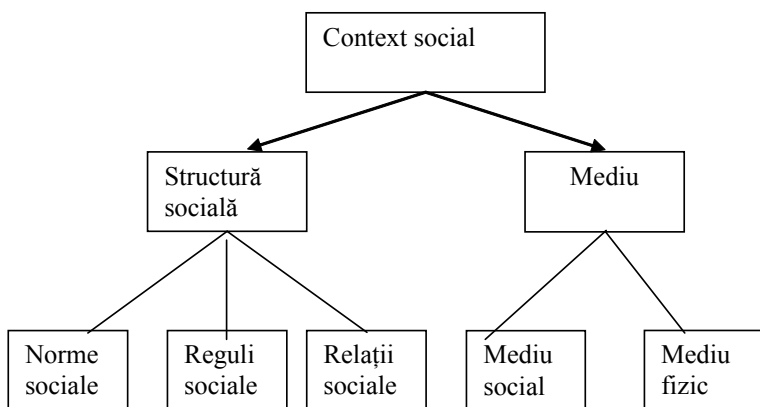 Context social
Structură
socială
Mediu
Norme
sociale
Reguli
sociale
Relații
sociale
Mediu
social
Mediu
fizic